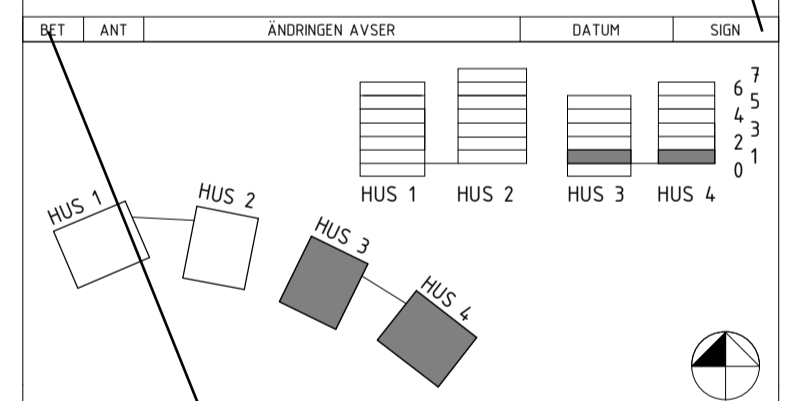 BET ANT ÄNDRINGEN AVSER DATUM SIGN
7
6
5
4
3
2
1
0
HUS 1 HUS 2 HUS 3 HUS 4
HUS 1
HUS 2
HUS 3
HUS 4